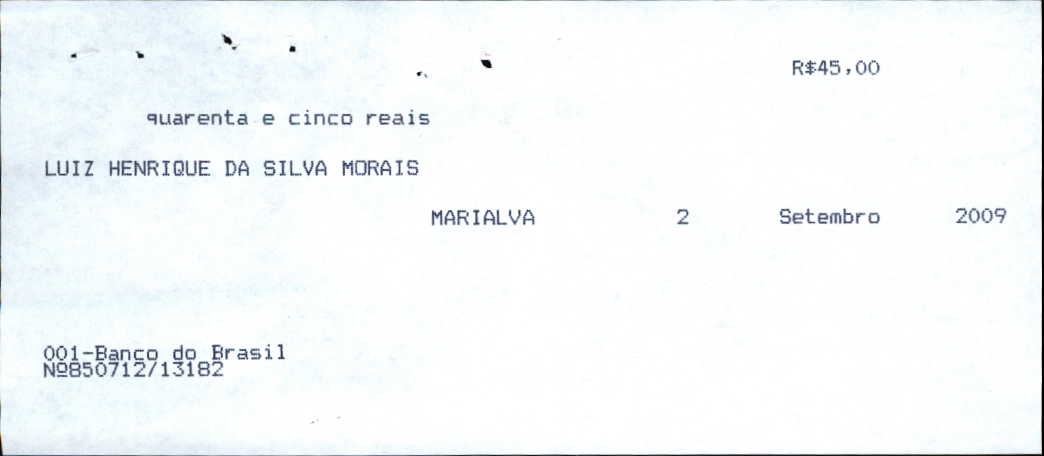 R$45,00
quarenta e cinco reais
LUIZ HENRIQUE DA SILVA MORAIS
MARIALVA 2 Setembro 2009
001-Banco do Brasil
Nº850712/13182